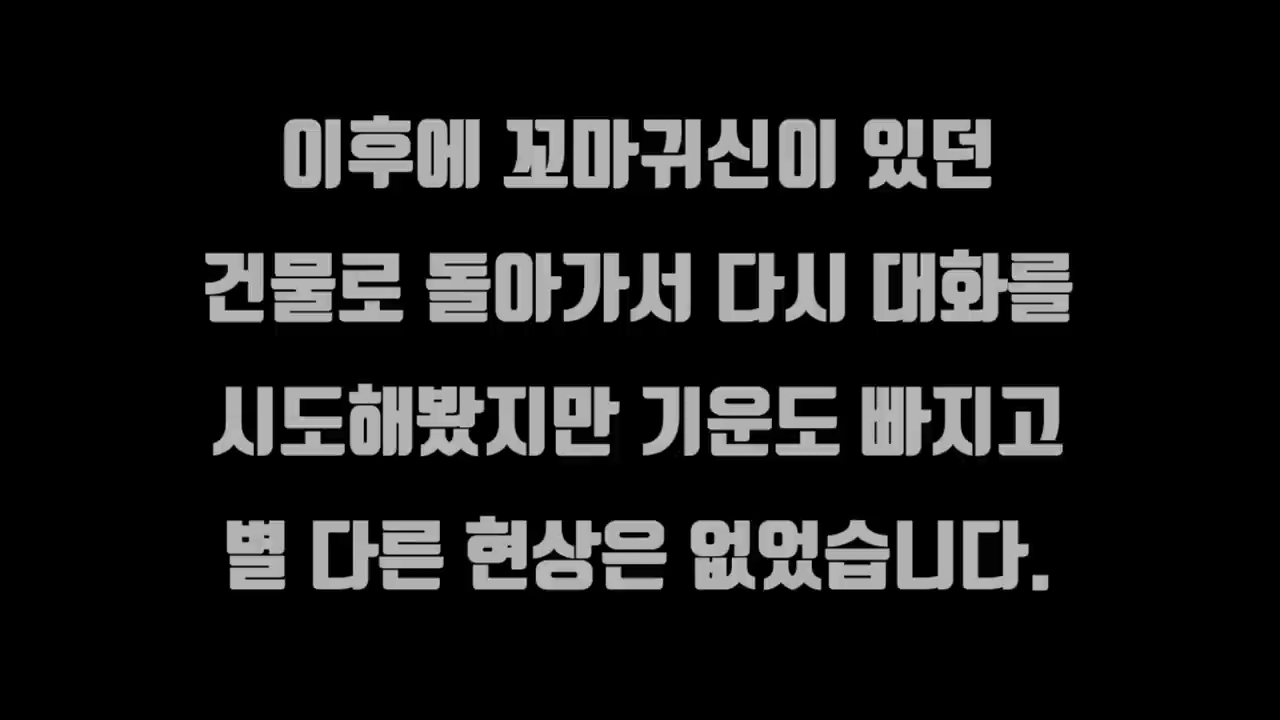 이후에 꼬마귀신이 있던
건물로 돌아가서 다시 대화를
시도해봤지만 기운도 빠지고
별 다른 현상은 없었습니다.